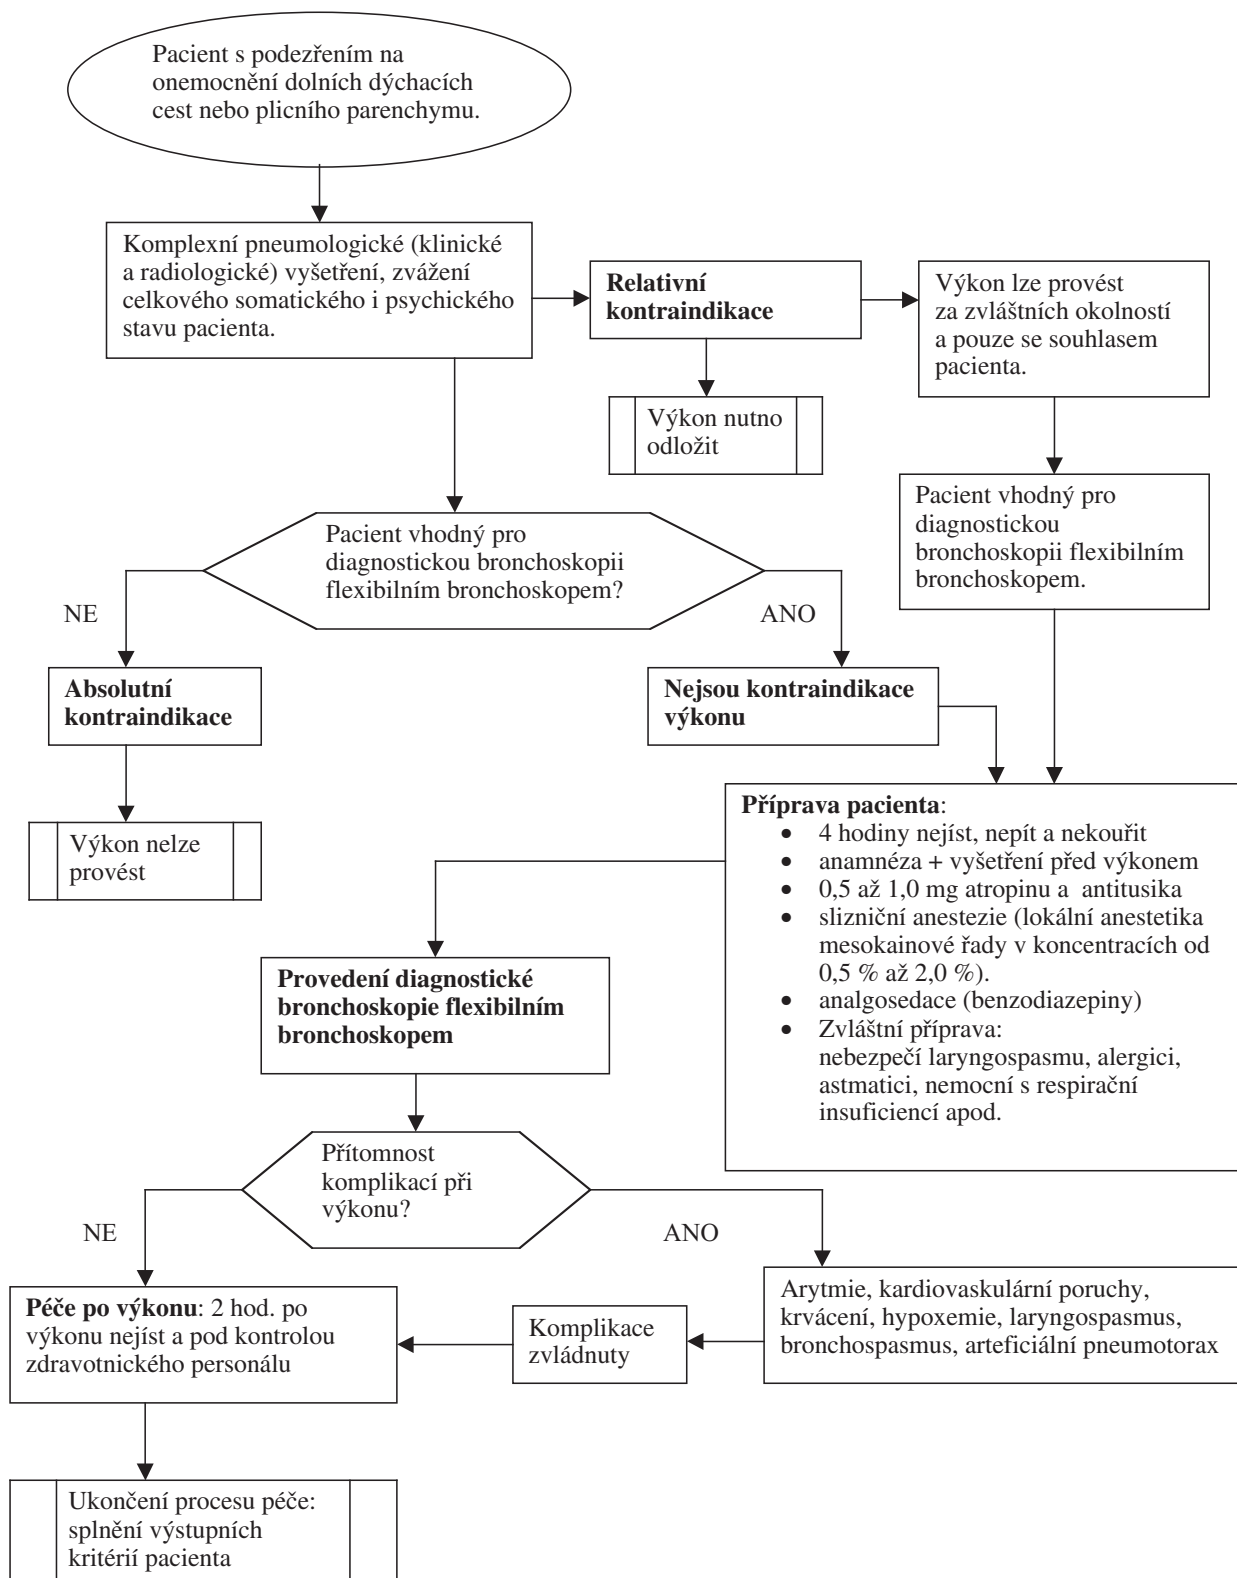 Pacient s podezřením na
onemocnění dolních dýchacích
cest nebo plicního parenchymu.
Komplexní pneumologické (klinické
a radiologické) vyšetření, zvážení
celkového somatického i psychického
stavu pacienta.
Relativní
kontraindikace
Výkon lze provést
za zvláštních okolností
a pouze se souhlasem
pacienta.
Výkon nutno
odložit
Pacient vhodný pro
diagnostickou
bronchoskopii flexibilním
bronchoskopem.
Pacient vhodný pro
diagnostickou bronchoskopii
flexibilním bronchoskopem?
NE
ANO
Absolutní
kontraindikace
Nejsou kontraindikace
výkonu
Výkon nelze
provést
Příprava pacienta:
• 4 hodiny nejíst, nepít a nekouřit
• anamnéza + vyšetření před výkonem
• 0,5 až 1,0 mg atropinu a antitusika
• slizniční anestezie (lokální anestetika
mesokainové řady v koncentracích od
0,5 % až 2,0 %).
• analgosedace (benzodiazepiny)
• Zvláštní příprava:
nebezpečí laryngospasmu, alergici,
astmatici, nemocní s respirační
insuficiencí apod.
Provedení diagnostické
bronchoskopie flexibilním
bronchoskopem
Přítomnost
komplikací při
výkonu?
NE
ANO
Péče po výkonu: 2 hod. po
výkonu nejíst a pod kontrolou
zdravotnického personálu
Komplikace
zvládnuty
Arytmie, kardiovaskulární poruchy,
krvácení, hypoxemie, laryngospasmus,
bronchospasmus, arteficiální pneumotorax
Ukončení procesu péče:
splnění výstupních
kritérií pacienta